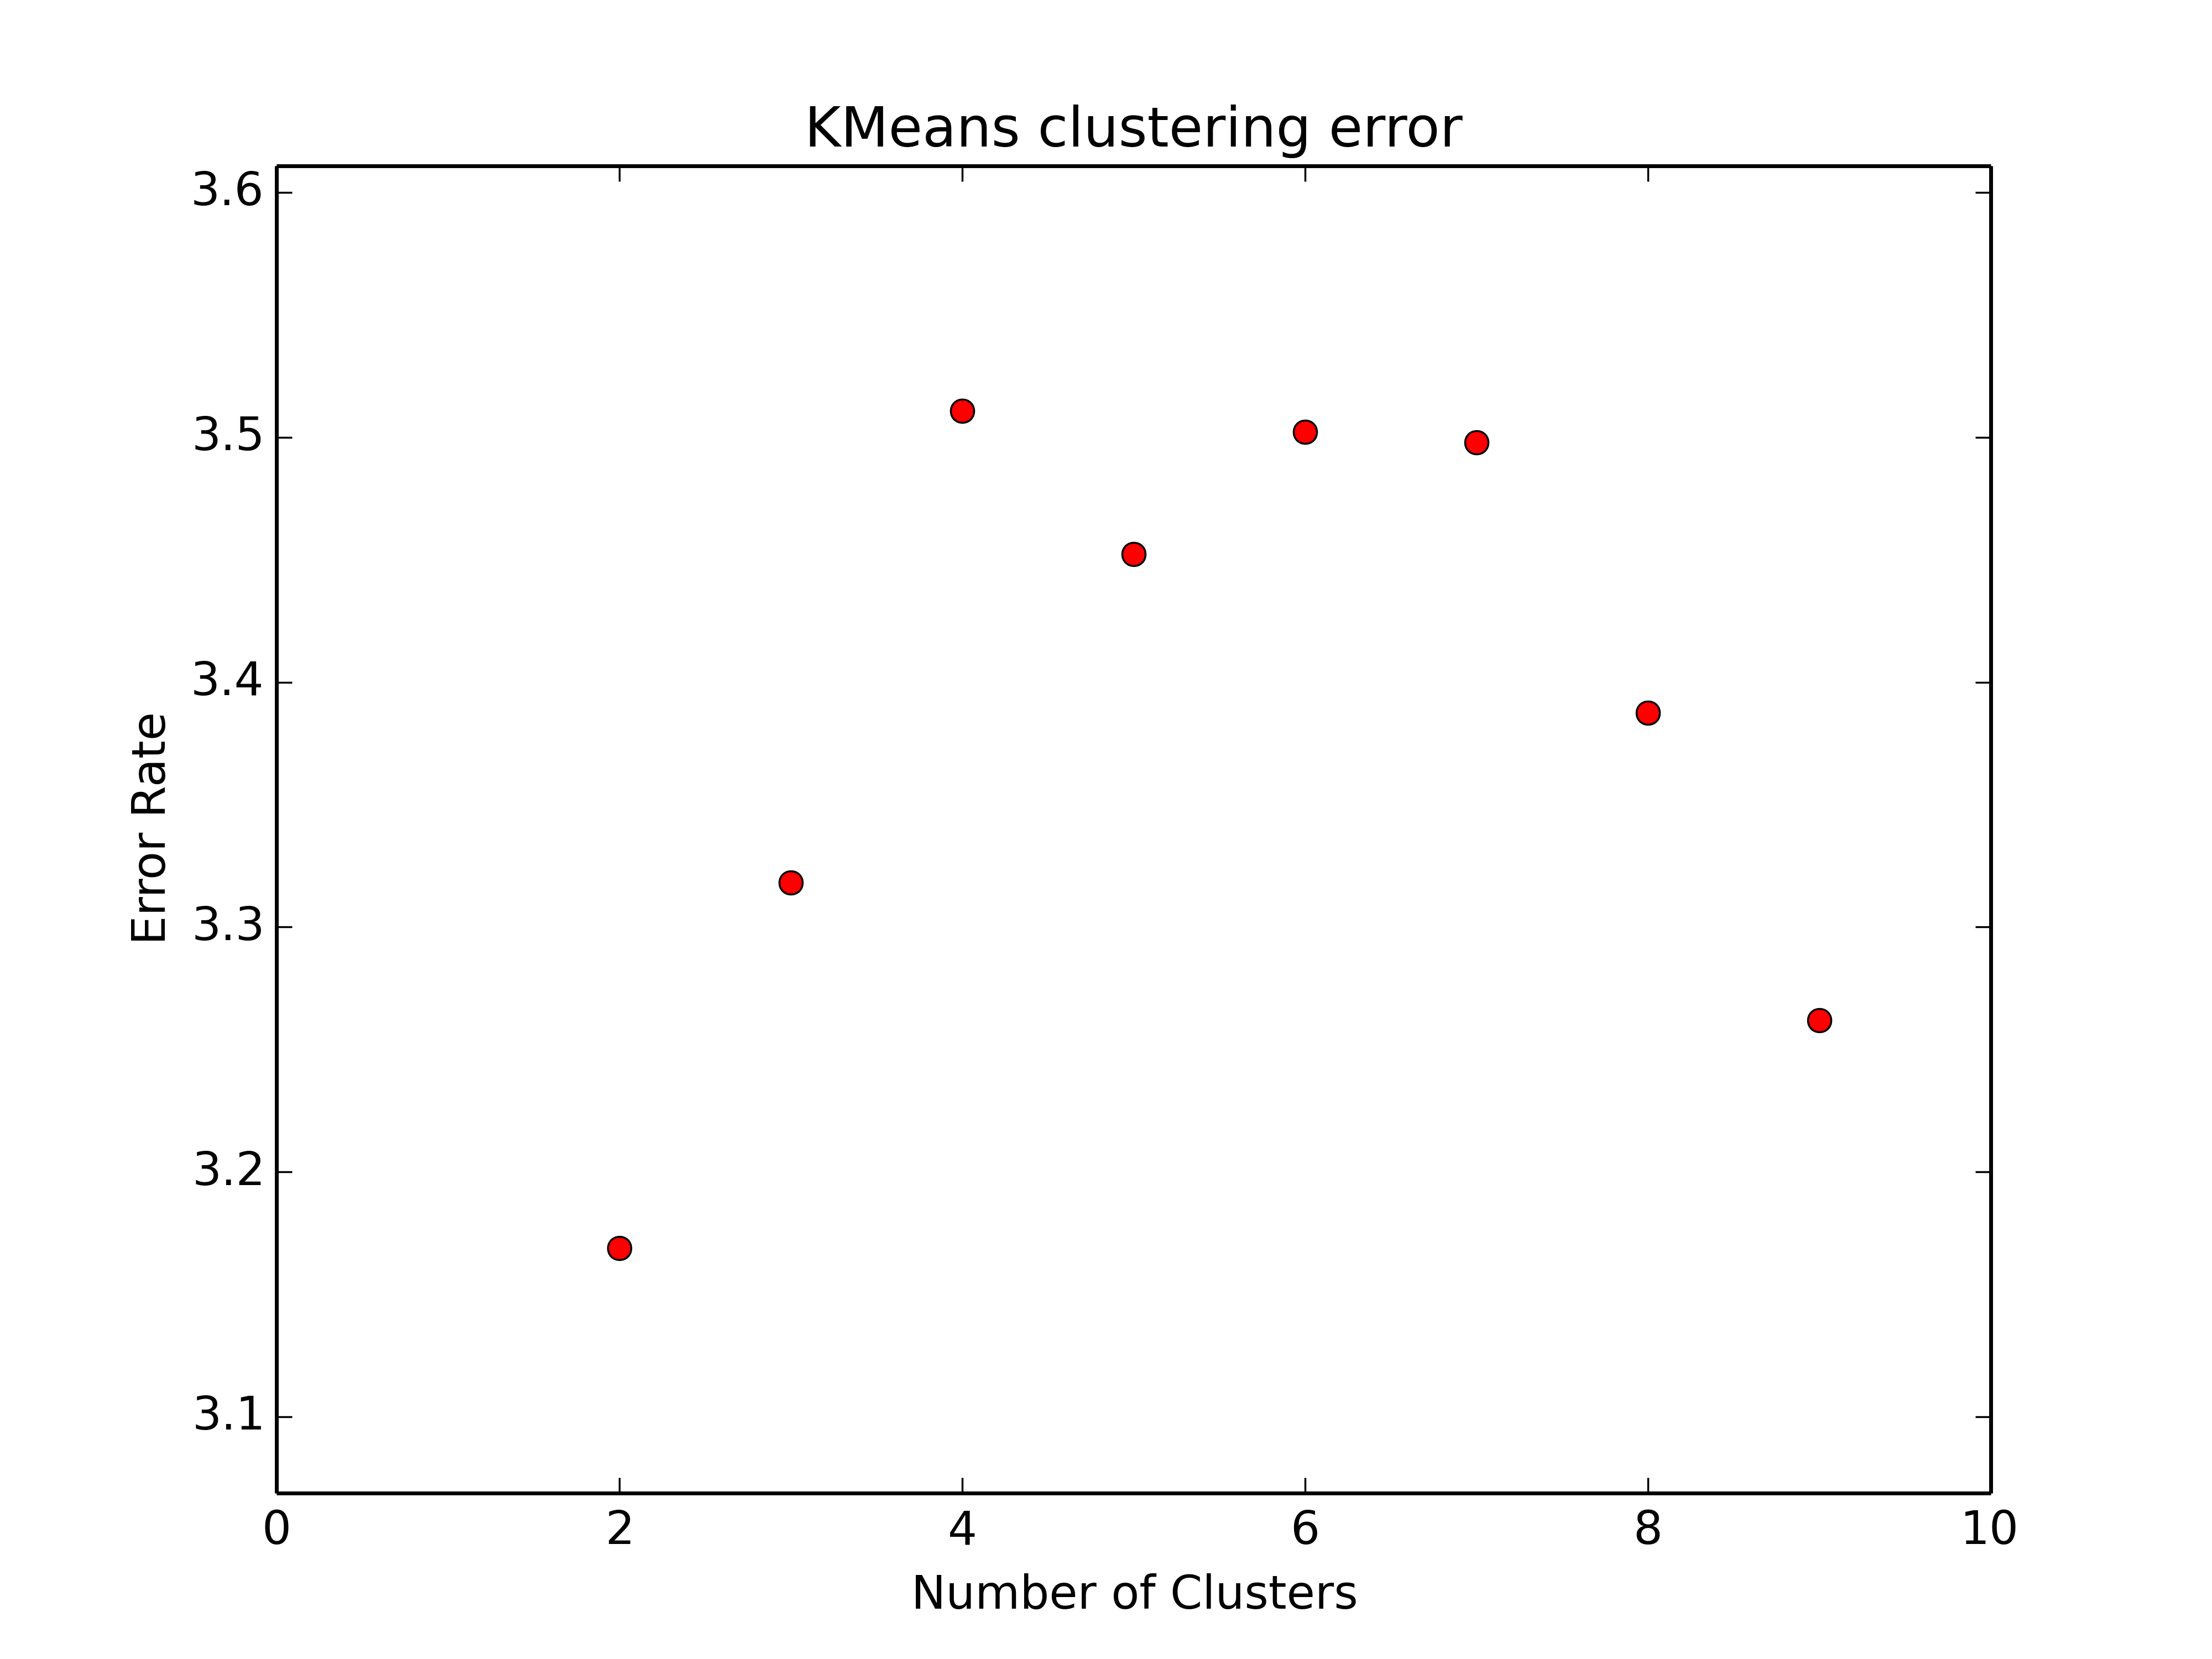 KMeans clustering error
3.6
3.5
3.4
3.3
3.2
3.1
Error Rate
0 2 4 6 8 10
Number of Clusters